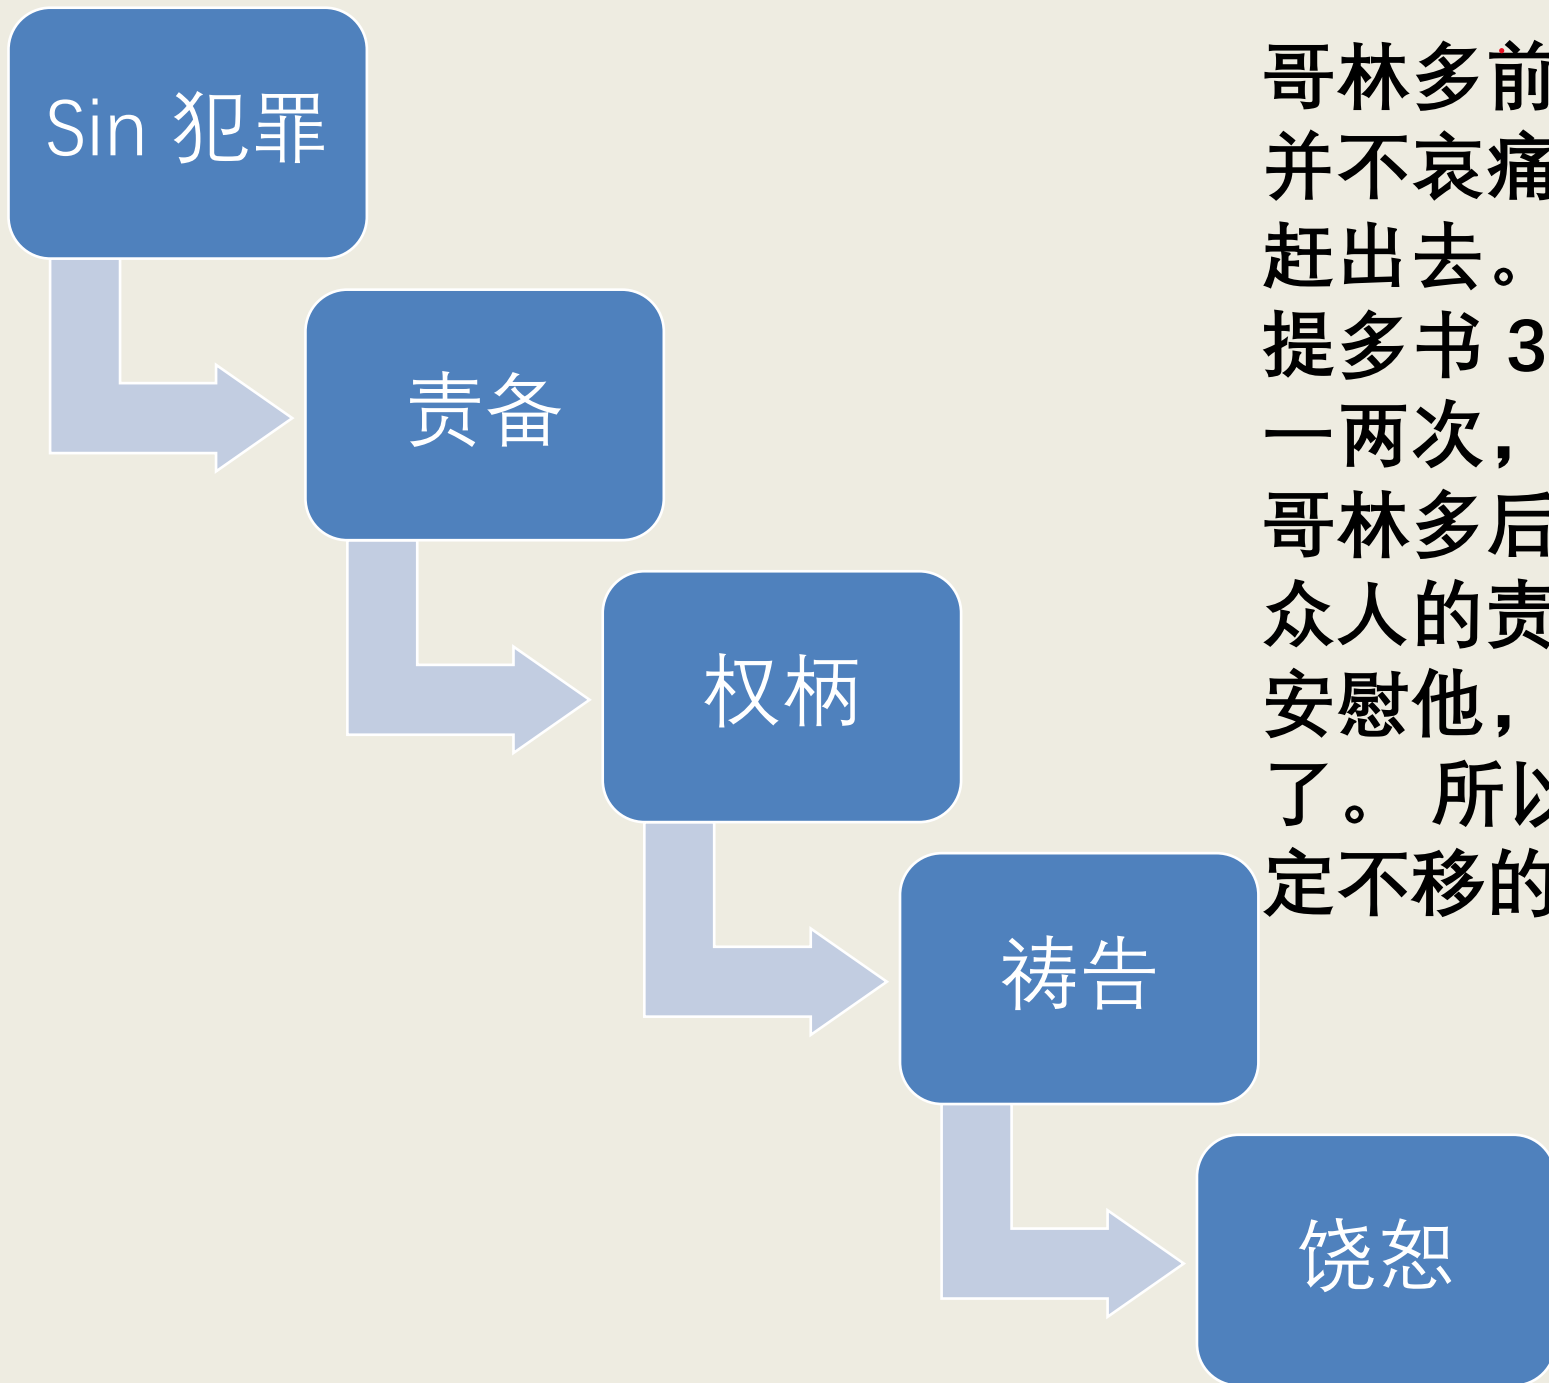 Sin 犯罪
责备
权柄
祷告
饶恕
哥林多前
并不哀痛
赶出去。
提多书 3
一两次，
哥林多后
众人的责
安慰他，
了。 所以
定不移的